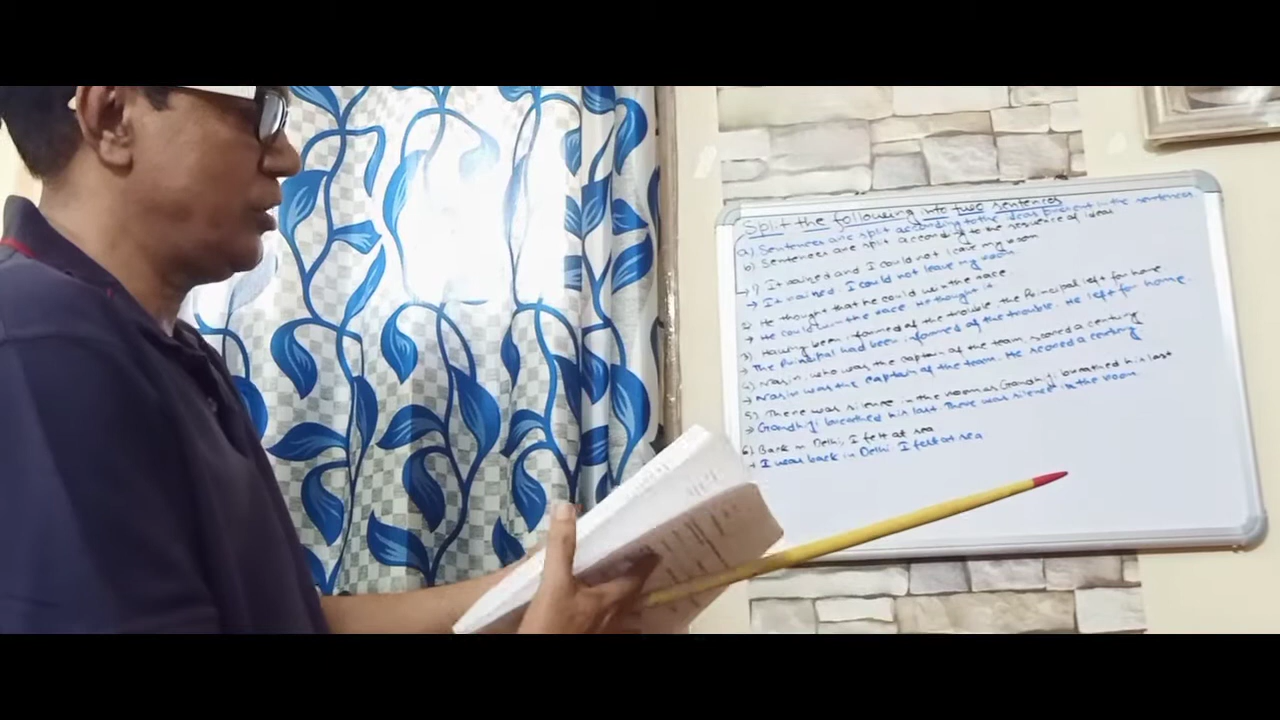 Split the following into two sentences
a) Sentences are split according to the ideas present in the sentences
b) Sentences are split according to the sequence of ideas
→ 1) It rained and I could not leave my room
→ It rained. I could not leave my room
2) He thought that he could win the race.
→ He could win the race. He thought it
3) Having been informed of the trouble, the Principal left for home.
→ The Principal had been informed of the trouble. He left for home.
4) Nasin, who was the captain of the team, scored a century
→ Nasin was the captain of the team. He scored a century
5) There was silence in the room as Gandhiji breathed his last
→ Gandhiji breathed his last. There was silence in the room
6) Back in Delhi, I felt at sea
→ I was back in Delhi. I felt at sea